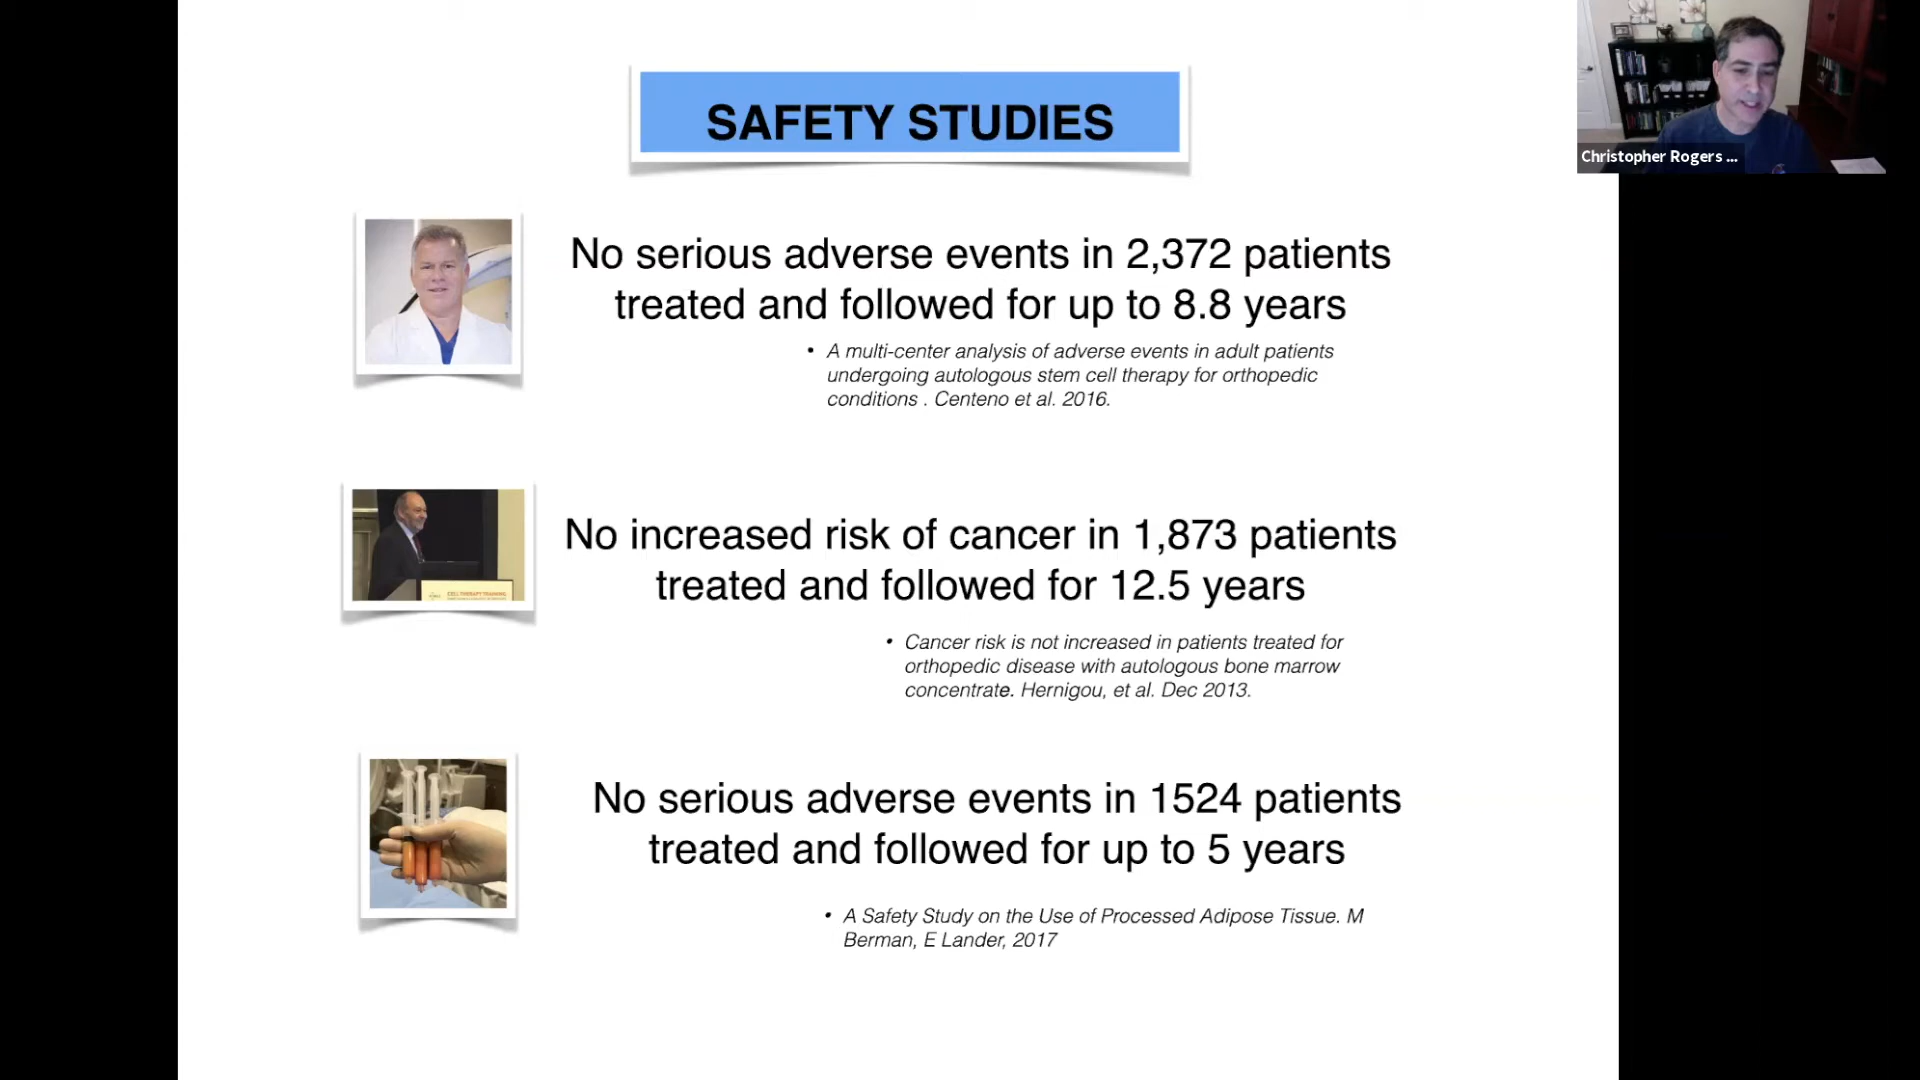 SAFETY STUDIES
Christopher Rogers ...
No serious adverse events in 2,372 patients
treated and followed for up to 8.8 years
• A multi-center analysis of adverse events in adult patients
undergoing autologous stem cell therapy for orthopedic
conditions . Centeno et al. 2016.
CELL THERAPY TRAINING
No increased risk of cancer in 1,873 patients
treated and followed for 12.5 years
• Cancer risk is not increased in patients treated for
orthopedic disease with autologous bone marrow
concentrate. Hernigou, et al. Dec 2013.
No serious adverse events in 1524 patients
treated and followed for up to 5 years
• A Safety Study on the Use of Processed Adipose Tissue. M
Berman, E Lander, 2017